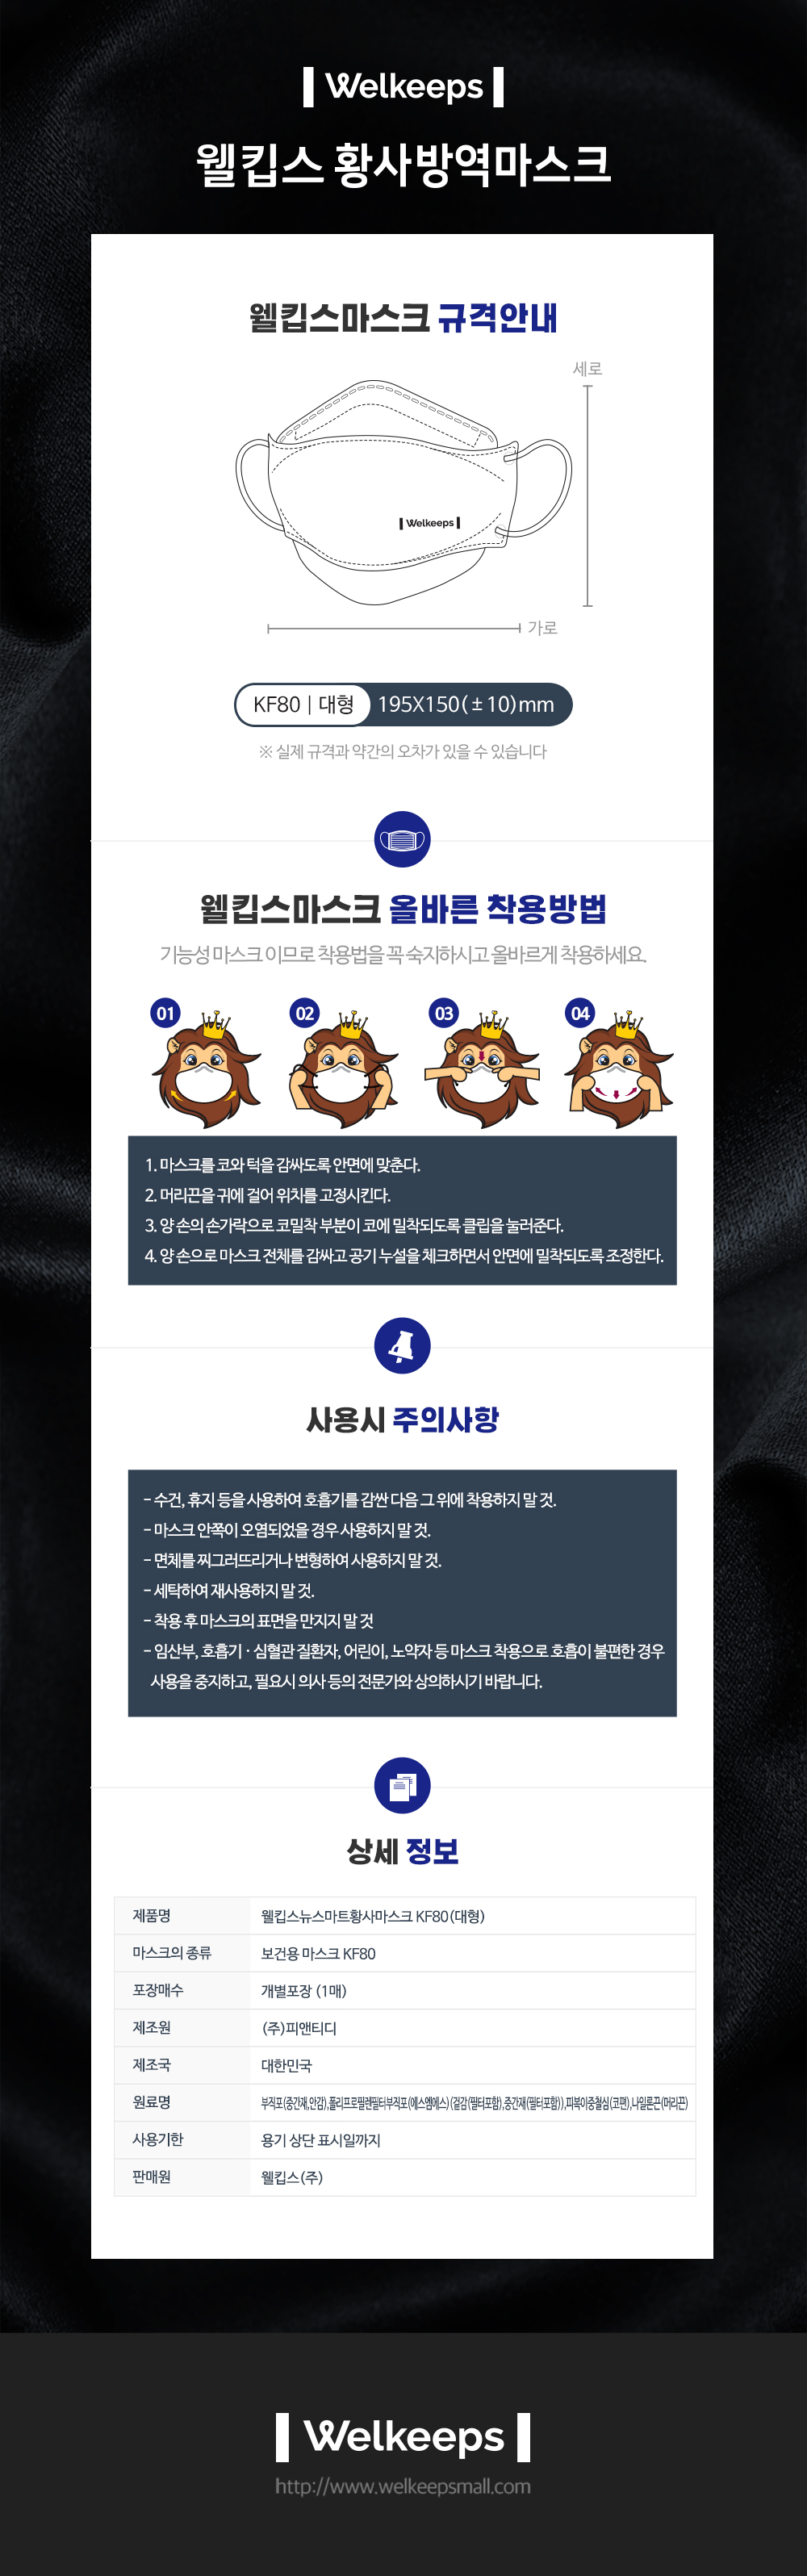 Welkeeps
웰킵스 황사방역마스크
웰킵스마스크 규격안내
세로
Welkeeps
가로
KF80 | 대형 195X150(±10)mm
※ 실제 규격과 약간의 오차가 있을 수 있습니다
웰킵스마스크 올바른 착용방법
기능성 마스크 이므로 착용법을 꼭 숙지하시고 올바르게 착용하세요.
01 02 03 04
1. 마스크를 코와 턱을 감싸도록 안면에 맞춘다.
2. 머리끈을 귀에 걸어 위치를 고정시킨다.
3. 양 손의 손가락으로 코밀착 부분이 코에 밀착되도록 클립을 눌러준다.
4. 양 손으로 마스크 전체를 감싸고 공기 누설을 체크하면서 안면에 밀착되도록 조정한다.
사용시 주의사항
- 수건, 휴지 등을 사용하여 호흡기를 감싼 다음 그 위에 착용하지 말 것.
- 마스크 안쪽이 오염되었을 경우 사용하지 말 것.
- 면체를 찌그러뜨리거나 변형하여 사용하지 말 것.
- 세탁하여 재사용하지 말 것.
- 착용 후 마스크의 표면을 만지지 말 것
- 임산부, 호흡기 · 심혈관 질환자, 어린이, 노약자 등 마스크 착용으로 호흡이 불편한 경우
사용을 중지하고, 필요시 의사 등의 전문가와 상의하시기 바랍니다.
상세 정보
제품명 웰킵스뉴스마트황사마스크 KF80(대형)
마스크의 종류 보건용 마스크 KF80
포장매수 개별포장 (1매)
제조원 (주)피앤티디
제조국 대한민국
원료명 부직포(중간재,안감),폴리프로필렌필터부직포(에스엠에스)(겉감(필터포함),중간재(필터포함)),피복이중철심(코편),나일론끈(머리끈)
사용기한 용기 상단 표시일까지
판매원 웰킵스(주)
Welkeeps
http://www.welkeepsmall.com